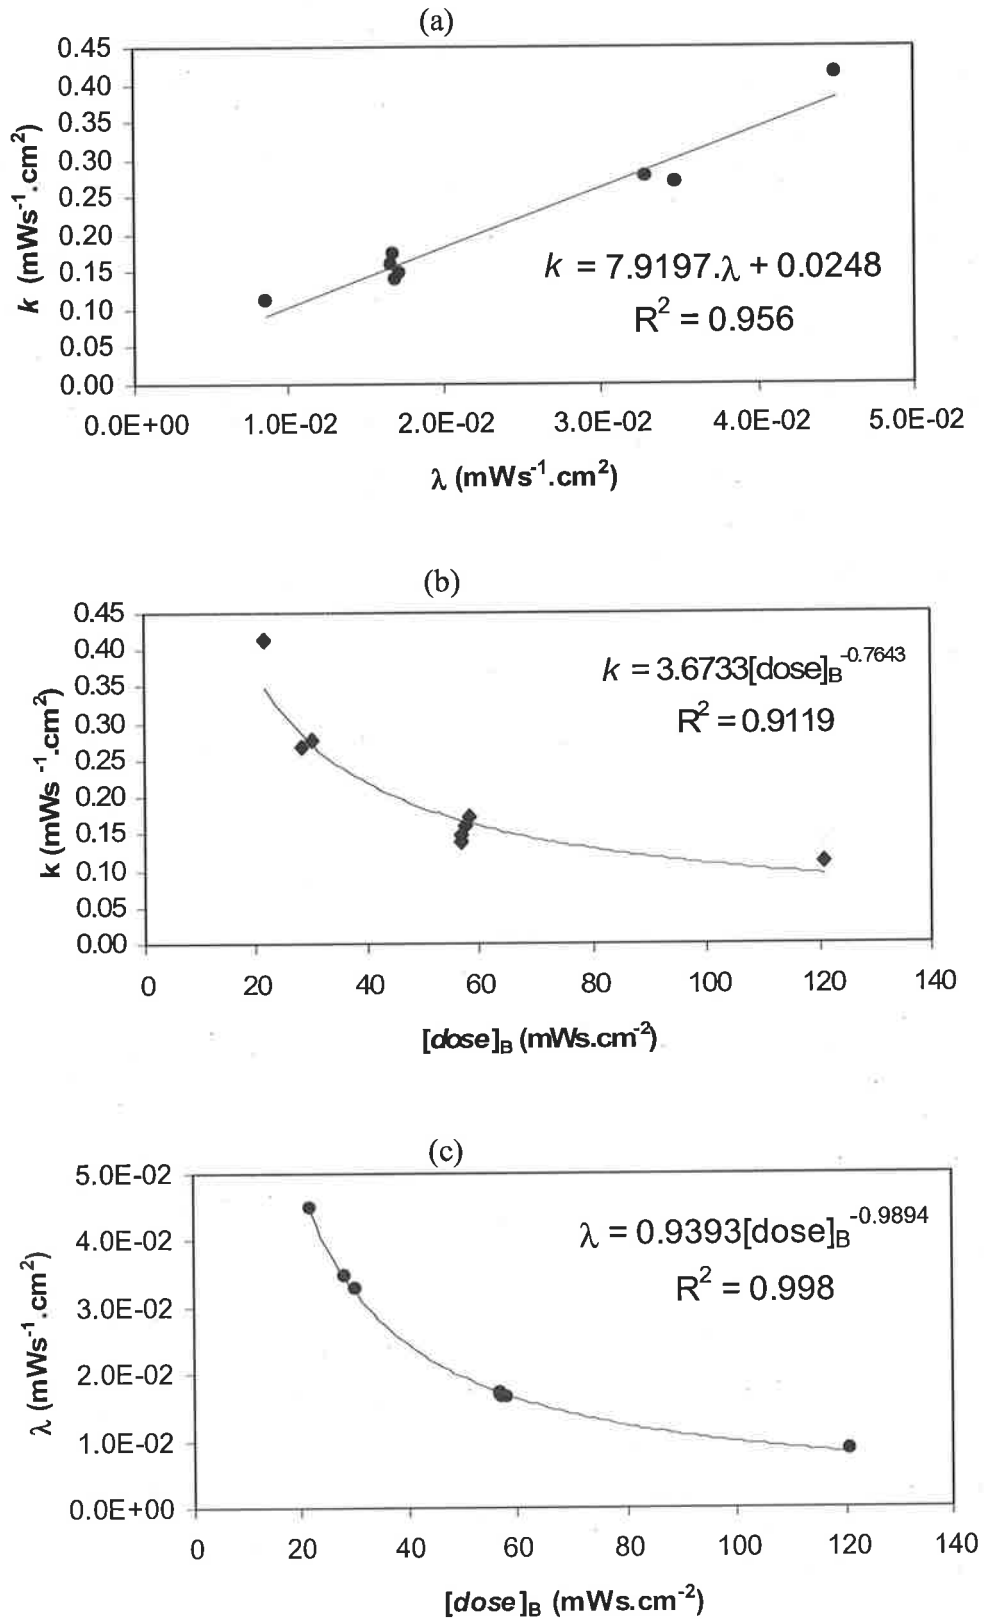 (a)
0.45
0.40
0.35
0.30
0.25
0.20
0.15
0.10
0.05
0.00
k (mWs⁻¹.cm²)
k = 7.9197.λ + 0.0248
R² = 0.956
0.0E+00 1.0E-02 2.0E-02 3.0E-02 4.0E-02 5.0E-02
λ (mWs⁻¹.cm²)
(b)
0.45
0.40
0.35
0.30
0.25
0.20
0.15
0.10
0.05
0.00
k (mWs ⁻¹.cm²)
k = 3.6733[dose]B⁻⁰·⁷⁶⁴³
R² = 0.9119
0 20 40 60 80 100 120 140
[dose]B (mWs.cm⁻²)
(c)
5.0E-02
4.0E-02
3.0E-02
2.0E-02
1.0E-02
0.0E+00
λ (mWs⁻¹.cm²)
λ = 0.9393[dose]B⁻⁰·⁹⁸⁹⁴
R² = 0.998
0 20 40 60 80 100 120 140
[dose]B (mWs.cm⁻²)